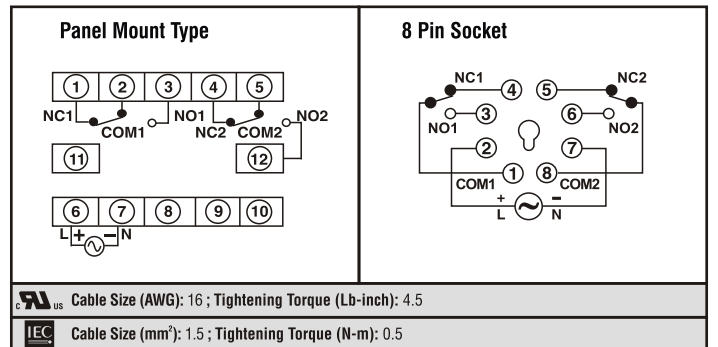 Panel Mount Type
1 2 3 4 5
NC1 COM1 NO1 NC2 COM2 NO2
11 12
6 7 8 9 10
L + ~ − N
8 Pin Socket
NC1 4 5 NC2
NO1 3 6 NO2
2 7
COM1 1 8 COM2
+ ~ −
L N
c RU us Cable Size (AWG): 16 ; Tightening Torque (Lb-inch): 4.5
IEC Cable Size (mm²): 1.5 ; Tightening Torque (N-m): 0.5